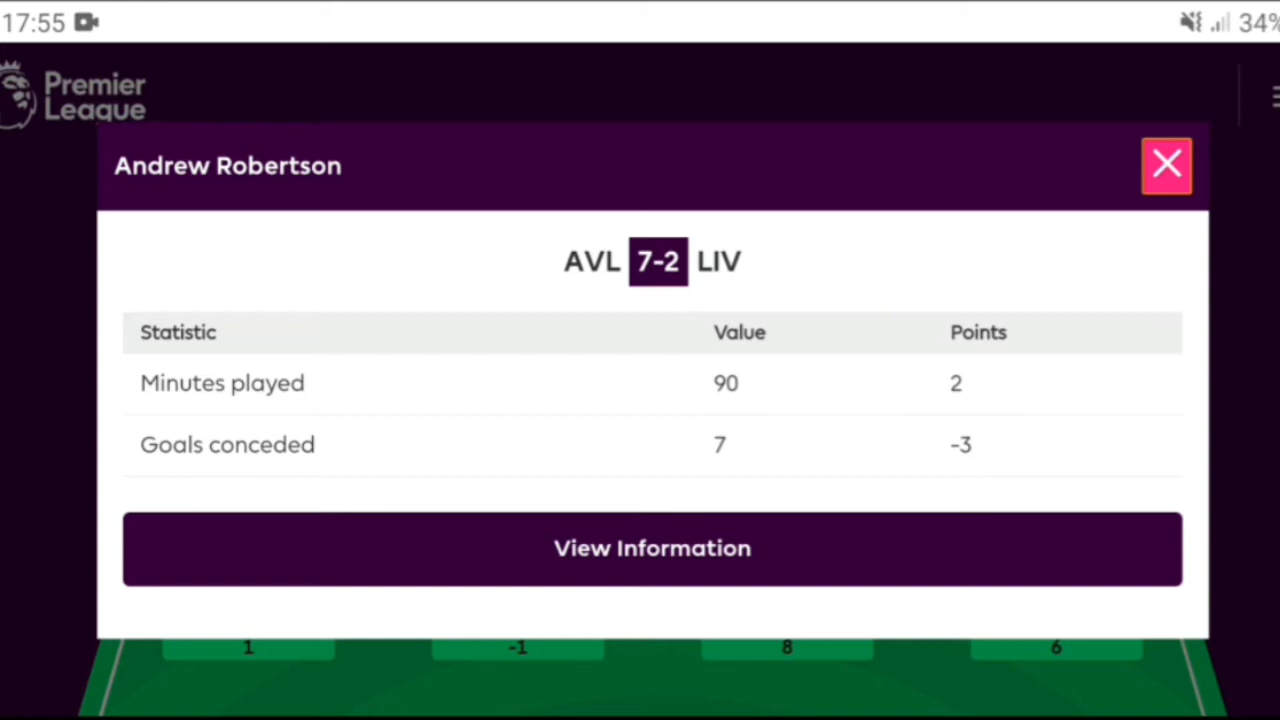 17:55 34%
Premier
League
Andrew Robertson
AVL 7-2 LIV
Statistic Value Points
Minutes played 90 2
Goals conceded 7 -3
View Information
1 -1 8 6